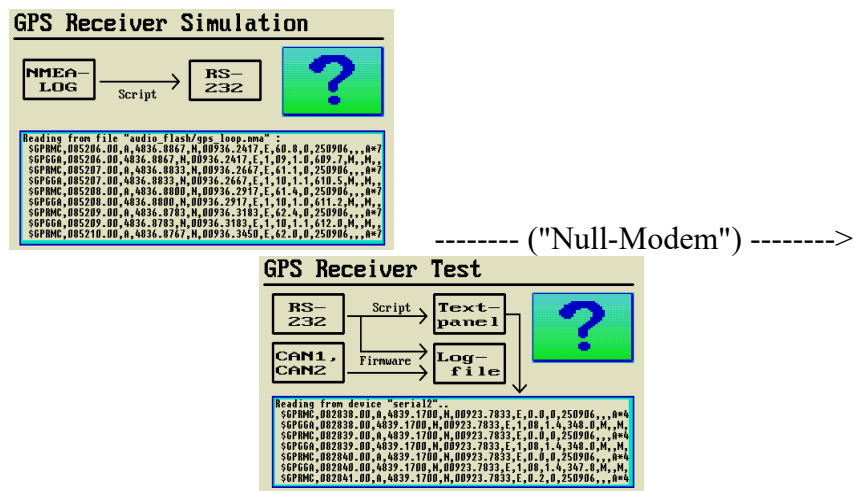 GPS Receiver Simulation
NMEA-
LOG
Script
RS-
232
?
Reading from file "audio_flash/gps_loop.nma" :
$GPRMC,085206.00,A,4836.8867,N,00936.2417,E,60.8,0,250906,,,A*7
$GPGGA,085206.00,4836.8867,N,00936.2417,E,1,09,1.0,609.7,M,,M,,
$GPRMC,085207.00,A,4836.8833,N,00936.2667,E,61.1,0,250906,,,A*7
$GPGGA,085207.00,4836.8833,N,00936.2667,E,1,10,1.1,610.5,M,,M,,
$GPRMC,085208.00,A,4836.8800,N,00936.2917,E,61.4,0,250906,,,A*7
$GPGGA,085208.00,4836.8800,N,00936.2917,E,1,10,1.0,611.2,M,,M,,
$GPRMC,085209.00,A,4836.8783,N,00936.3183,E,62.4,0,250906,,,A*7
$GPGGA,085209.00,4836.8783,N,00936.3183,E,1,10,1.1,612.0,M,,M,,
$GPRMC,085210.00,A,4836.8767,N,00936.3450,E,62.0,0,250906,,,A*7
-------- ("Null-Modem") -------->
GPS Receiver Test
RS-
232
Script
Text-
panel
?
CAN1,
CAN2
Firmware
Log-
file
Reading from device "serial2"..
$GPRMC,082838.00,A,4839.1700,N,00923.7833,E,0.0,0,250906,,,A*4
$GPGGA,082838.00,4839.1700,N,00923.7833,E,1,08,1.4,348.0,M,,M,
$GPRMC,082839.00,A,4839.1700,N,00923.7833,E,0.0,0,250906,,,A*4
$GPGGA,082839.00,4839.1700,N,00923.7833,E,1,08,1.4,348.0,M,,M,
$GPRMC,082840.00,A,4839.1700,N,00923.7833,E,0.0,0,250906,,,A*4
$GPGGA,082840.00,4839.1700,N,00923.7833,E,1,08,1.4,347.8,M,,M,
$GPRMC,082841.00,A,4839.1700,N,00923.7833,E,0.2,0,250906,,,A*4